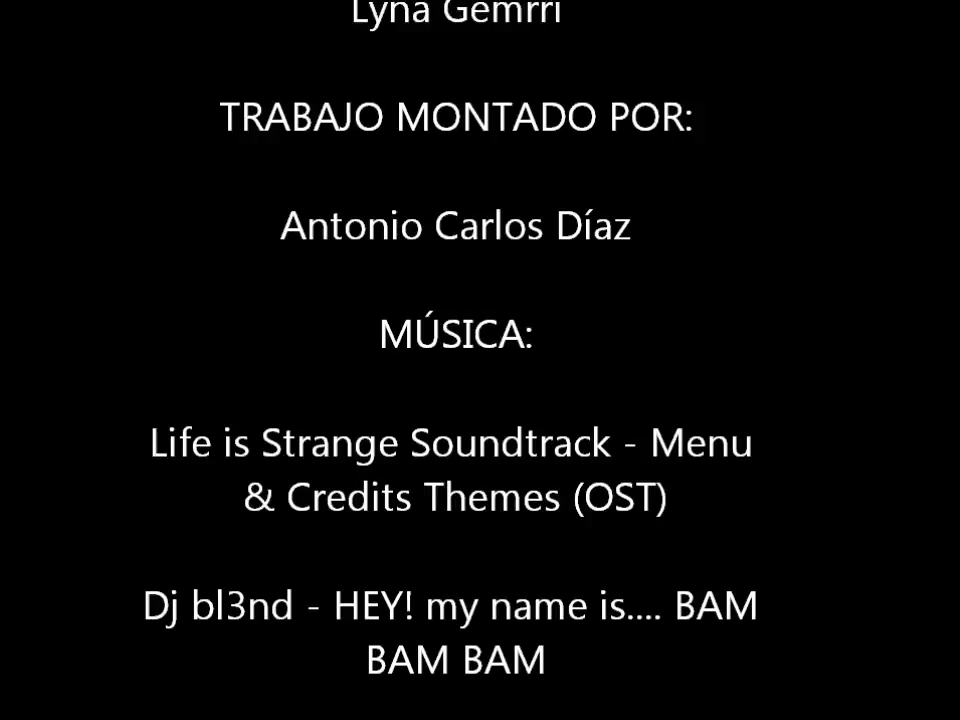 Lyna Gemrri
TRABAJO MONTADO POR:
Antonio Carlos Díaz
MÚSICA:
Life is Strange Soundtrack - Menu
& Credits Themes (OST)
Dj bl3nd - HEY! my name is.... BAM
BAM BAM